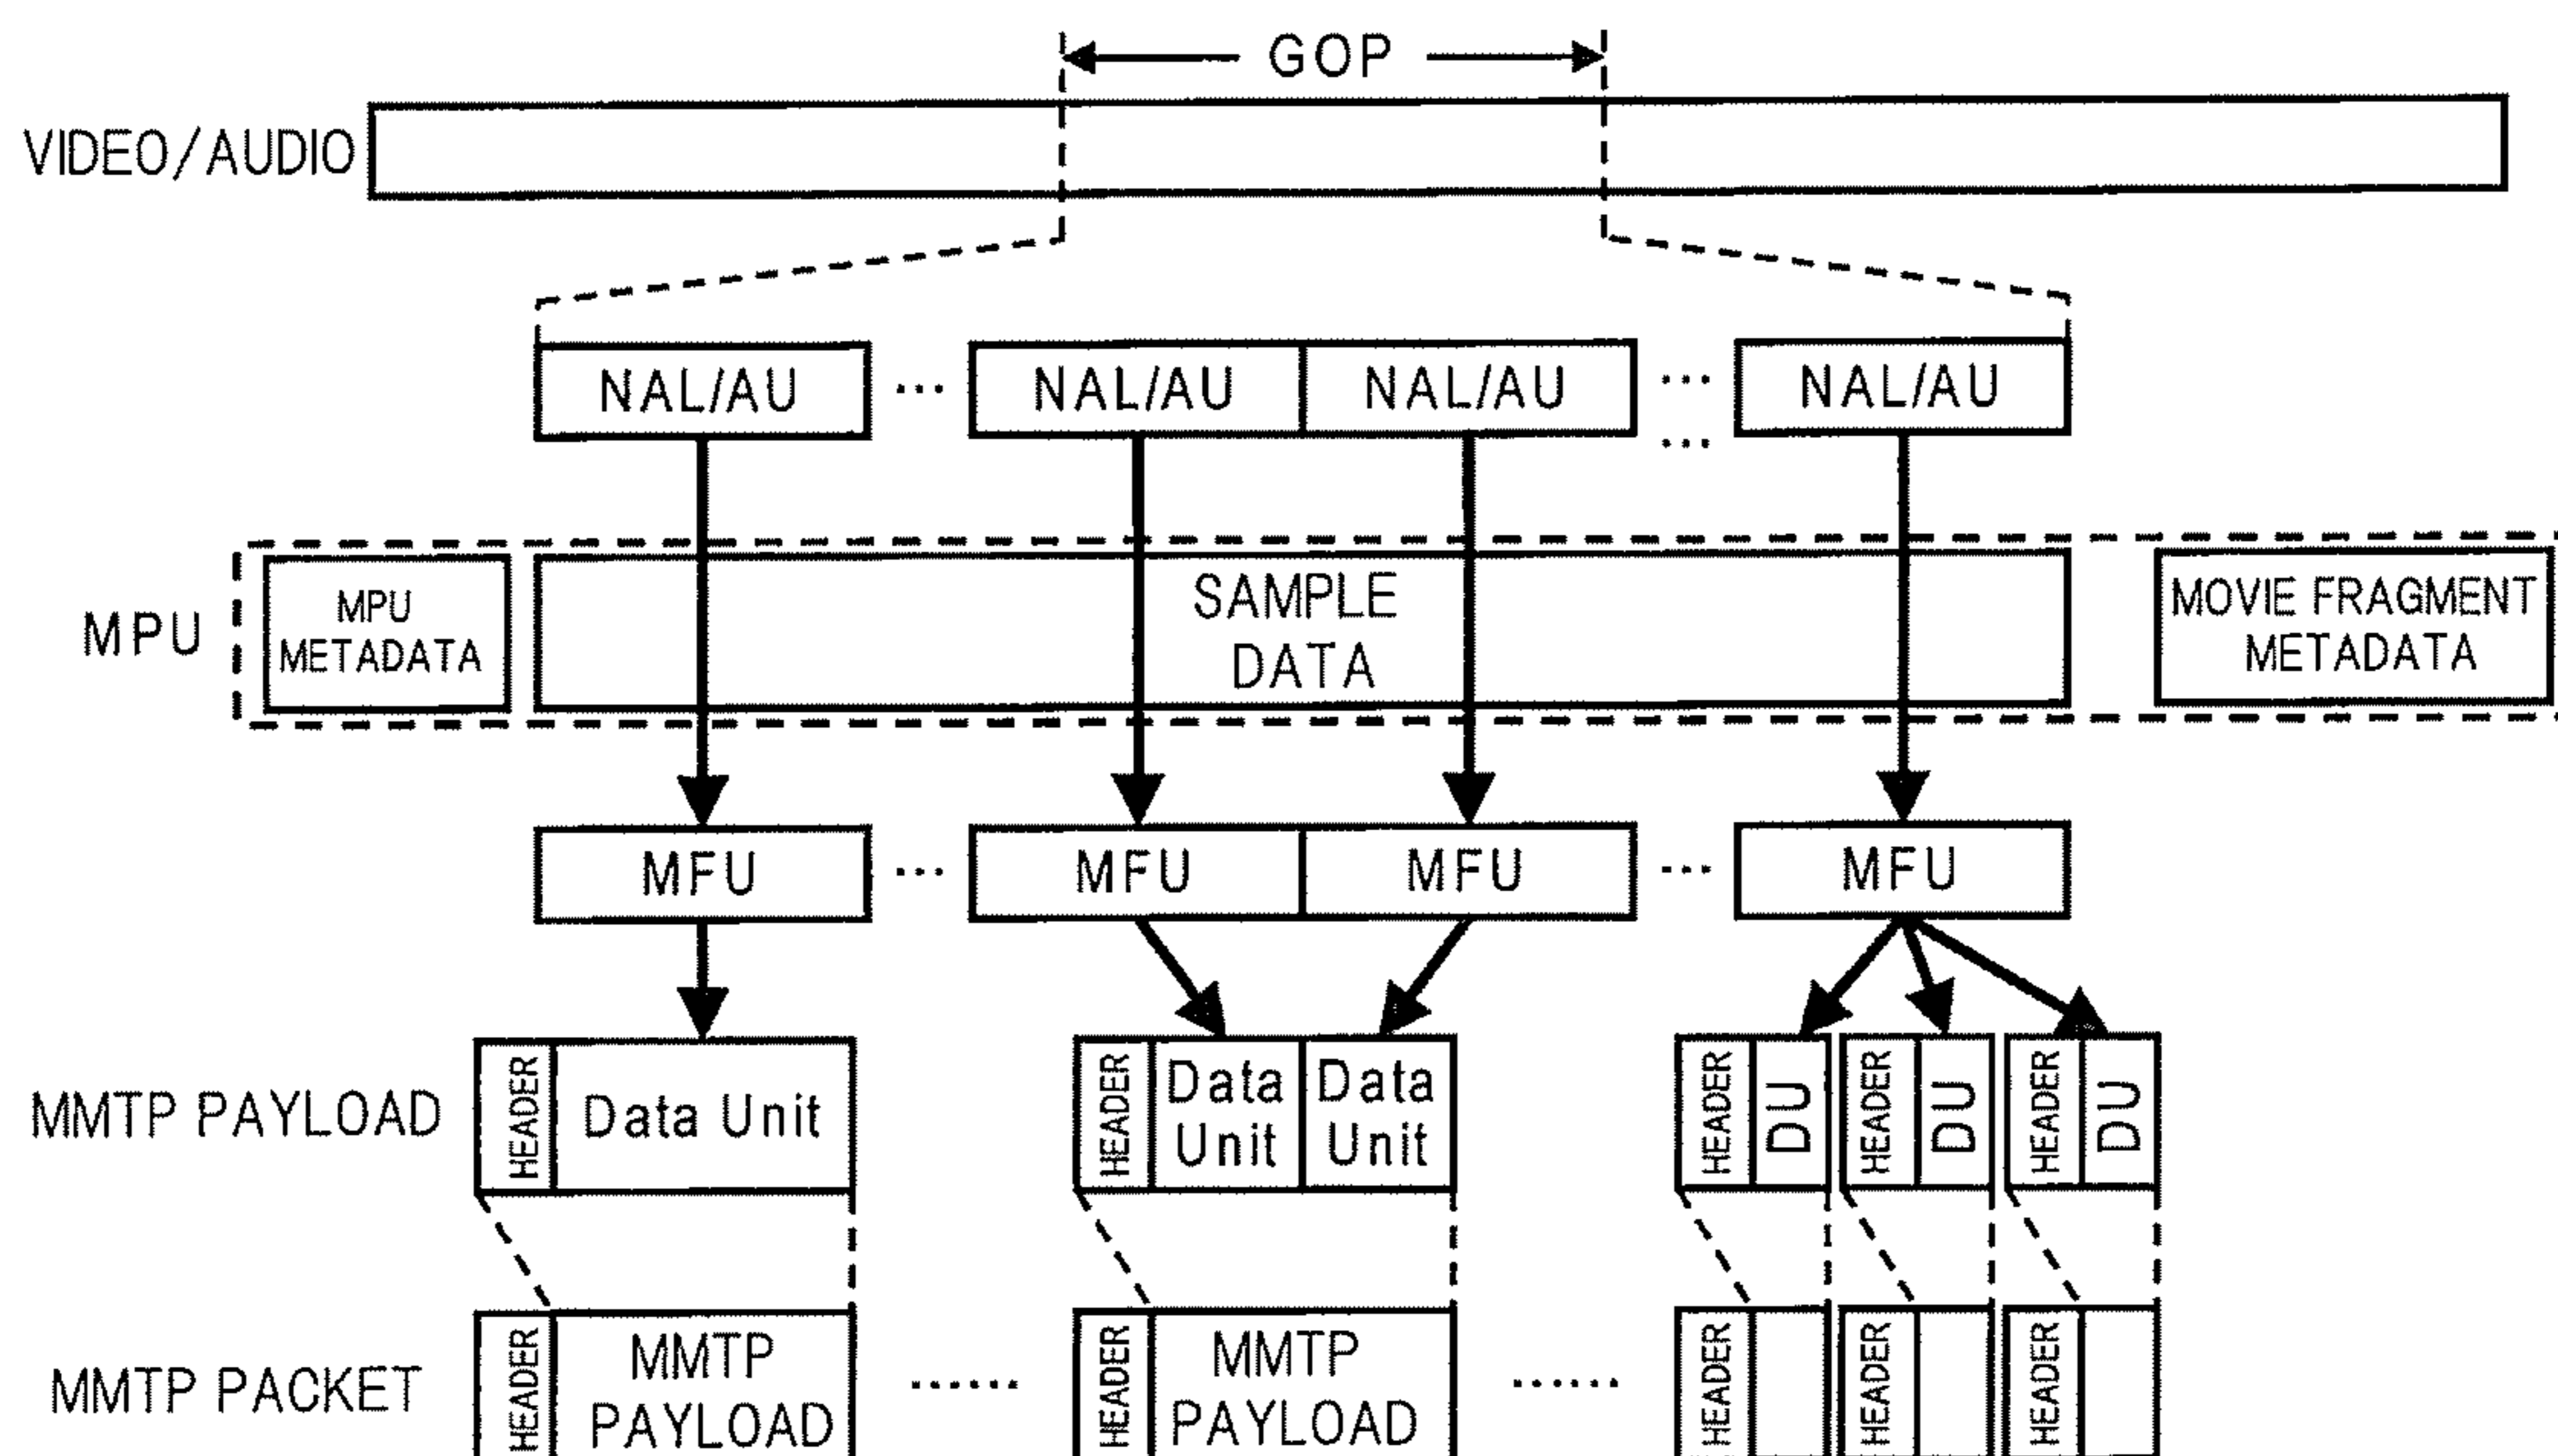 GOP
VIDEO/AUDIO
NAL/AU ... NAL/AU NAL/AU ... NAL/AU
...
MPU
MPU
METADATA
SAMPLE
DATA
MOVIE FRAGMENT
METADATA
MFU ... MFU MFU ... MFU
MMTP PAYLOAD
HEADER
Data Unit
HEADER
Data
Unit
Data
Unit
HEADER
DU
HEADER
DU
HEADER
DU
MMTP PACKET
HEADER
MMTP
PAYLOAD
......
HEADER
MMTP
PAYLOAD
......
HEADER
HEADER
HEADER